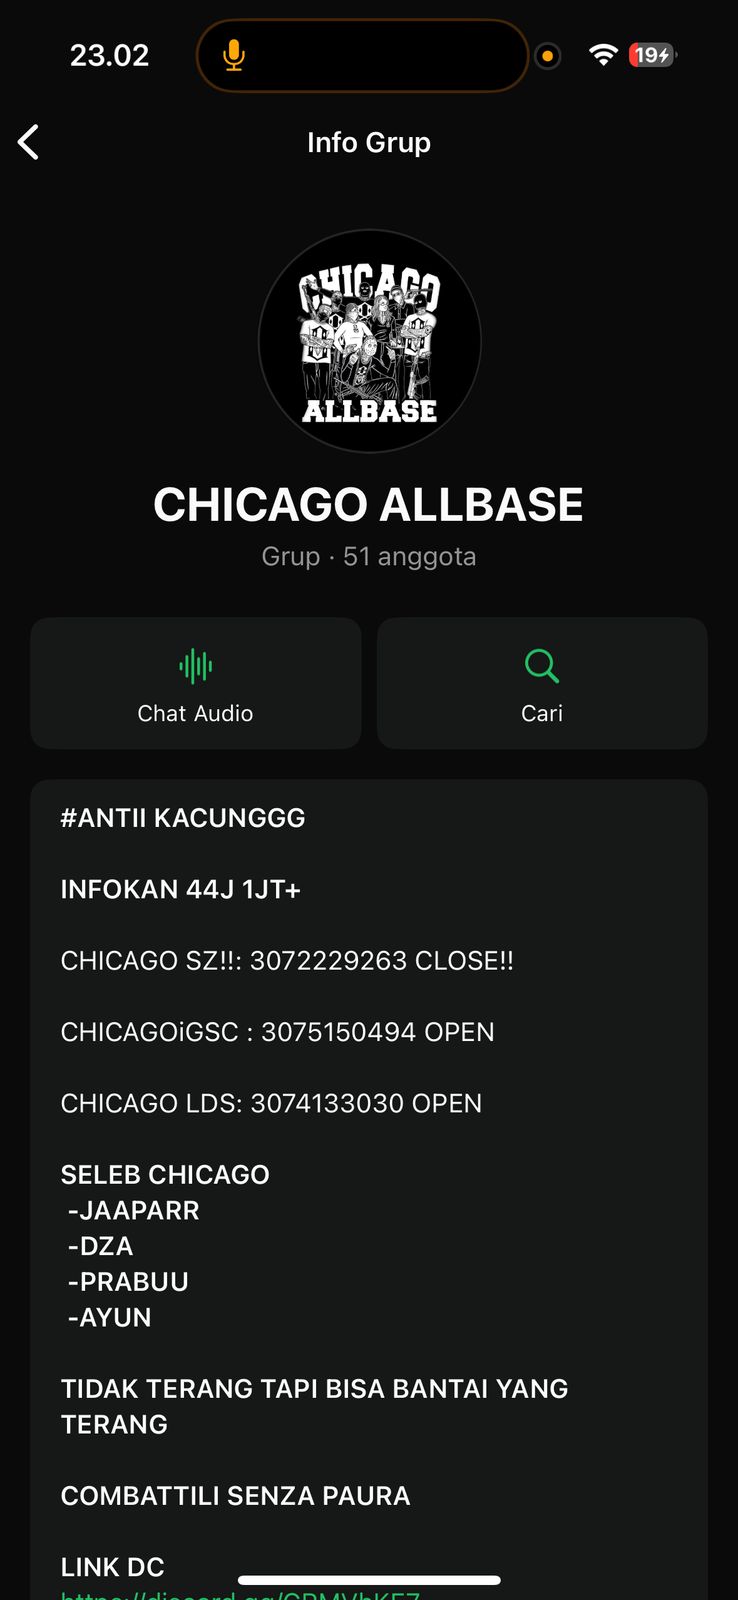 23.02
19
Info Grup
CHICAGO
ALLBASE
CHICAGO ALLBASE
Grup · 51 anggota
Chat Audio
Cari
#ANTII KACUNGGG
INFOKAN 44J 1JT+
CHICAGO SZ!!: 3072229263 CLOSE!!
CHICAGOiGSC : 3075150494 OPEN
CHICAGO LDS: 3074133030 OPEN
SELEB CHICAGO
-JAAPARR
-DZA
-PRABUU
-AYUN
TIDAK TERANG TAPI BISA BANTAI YANG
TERANG
COMBATTILI SENZA PAURA
LINK DC